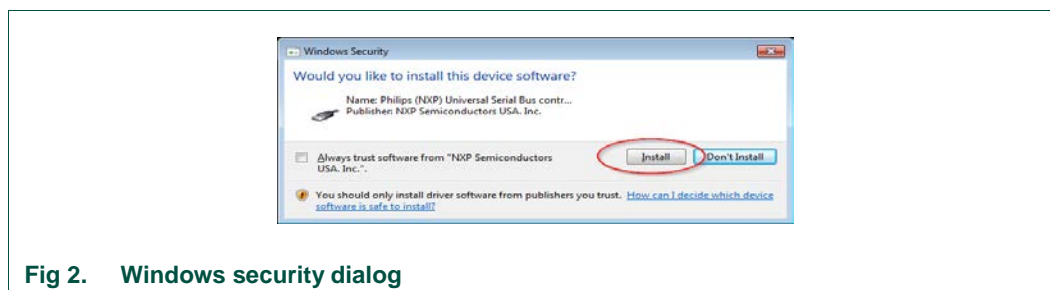 Windows Security
Would you like to install this device software?
Name: Philips (NXP) Universal Serial Bus contr...
Publisher: NXP Semiconductors USA. Inc.
Always trust software from "NXP Semiconductors
USA. Inc.".
Install
Don't Install
You should only install driver software from publishers you trust. How can I decide which device
software is safe to install?
Fig 2. Windows security dialog